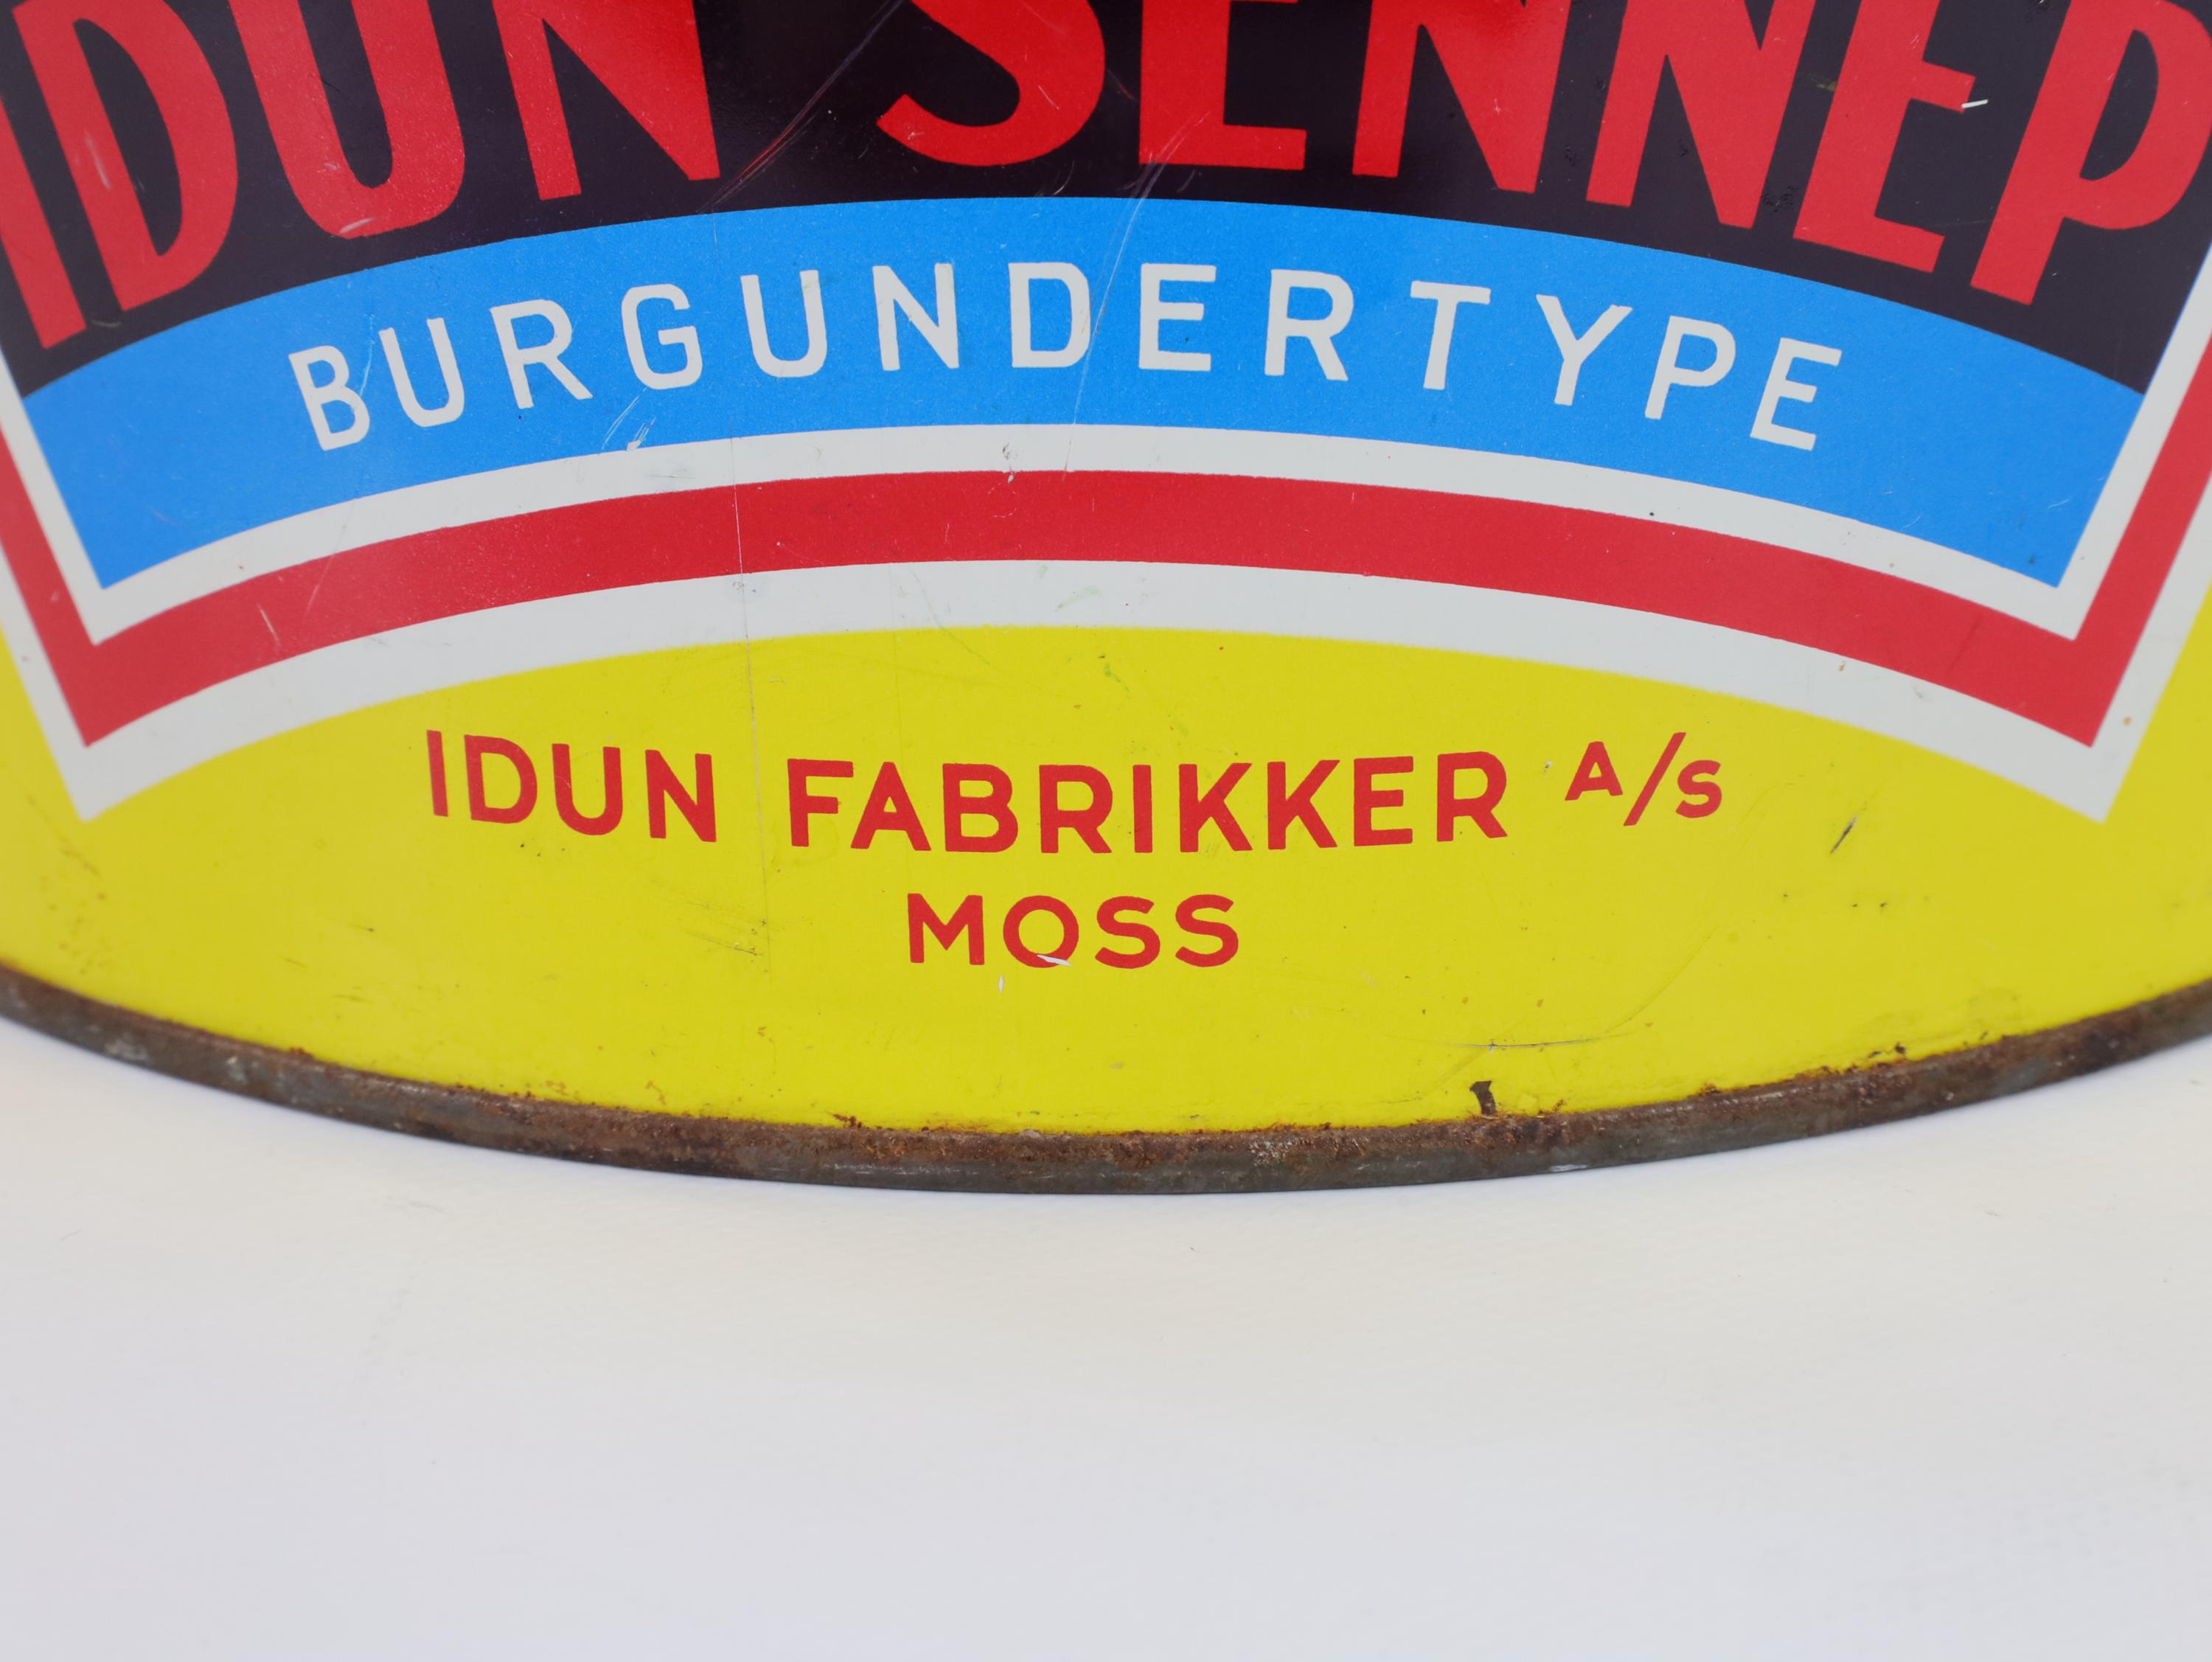 IDUN SENNEP
BURGUNDERTYPE
IDUN FABRIKKER A/S
MOSS